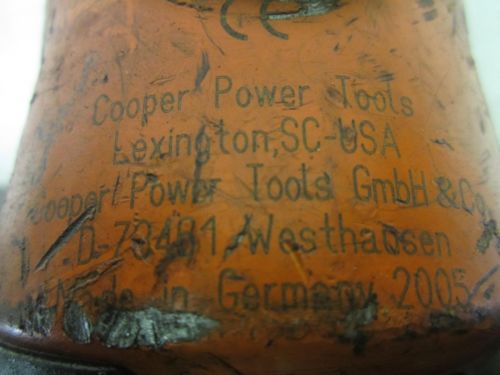 CE
Cooper Power Tools
Lexington, SC-USA
Cooper Power Tools GmbH & Co.
D-73481 Westhausen
Made in Germany 2005